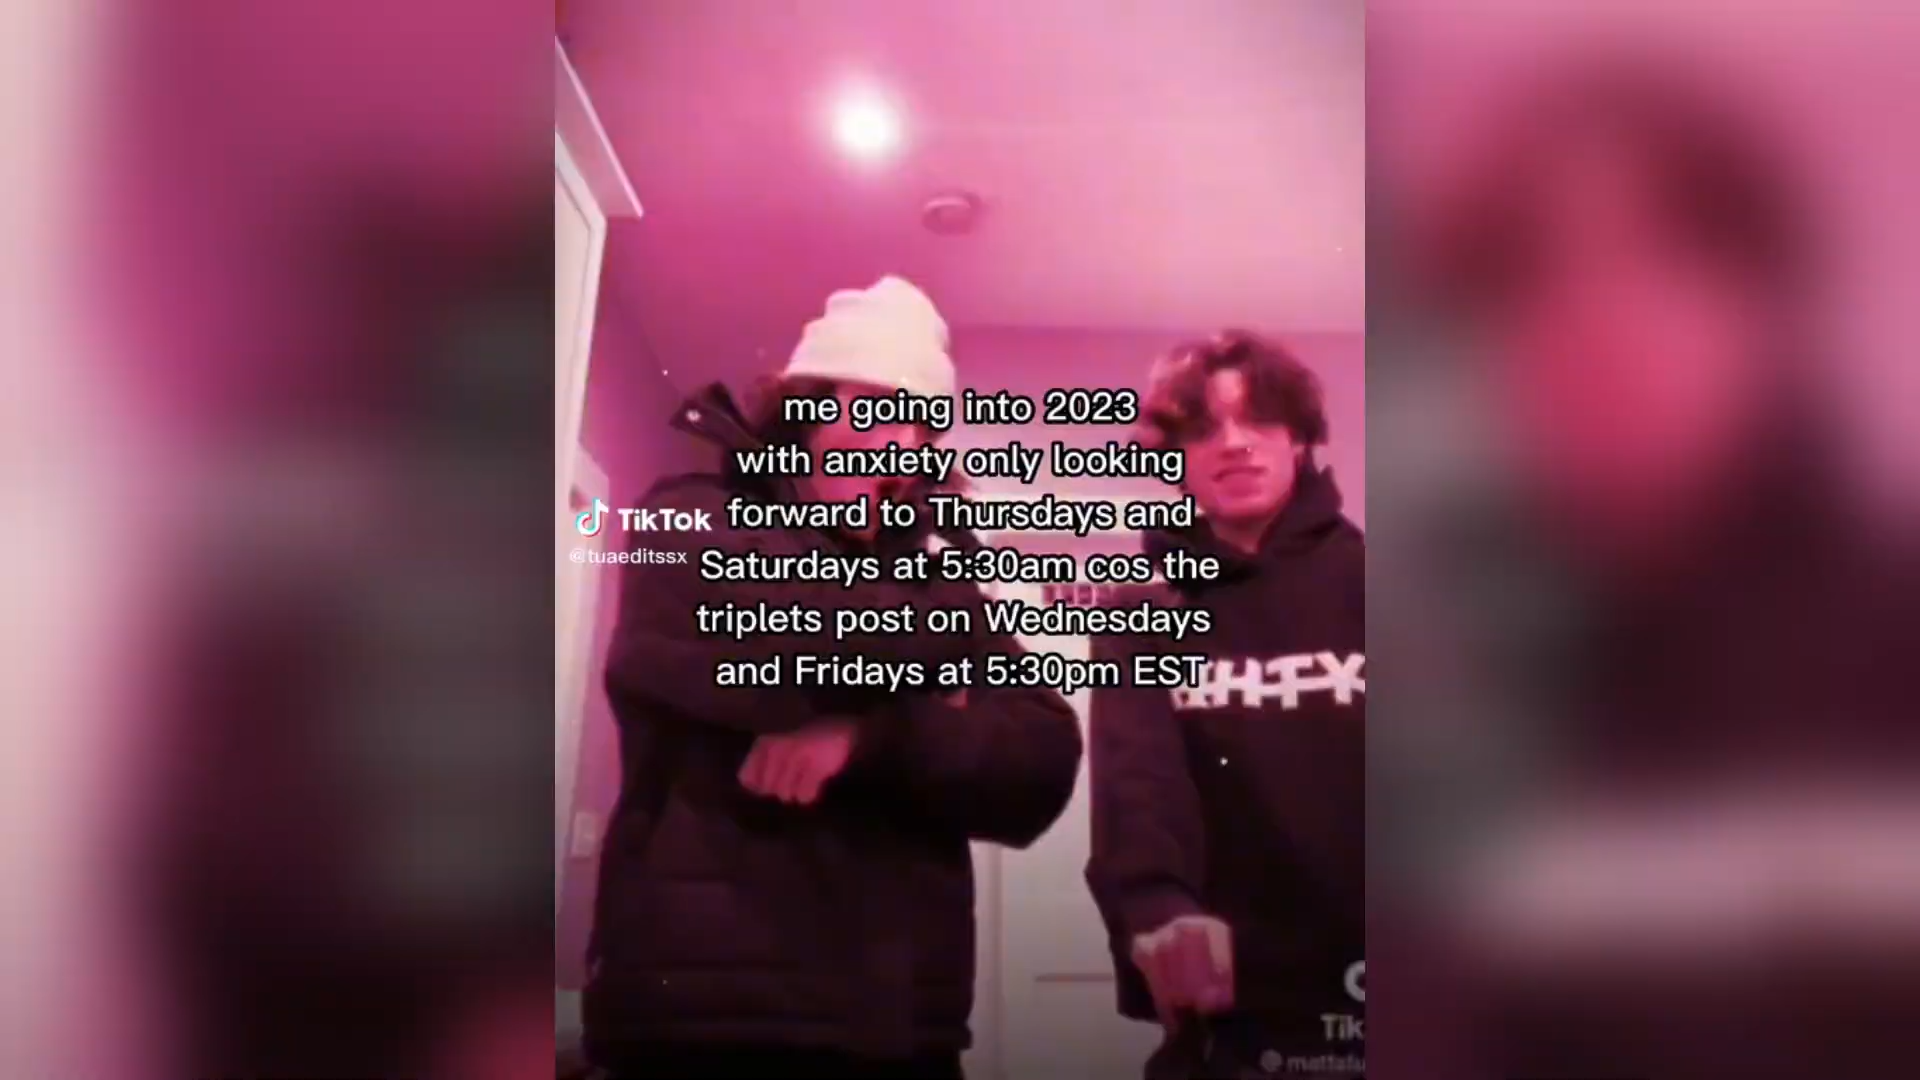 me going into 2023
with anxiety only looking
forward to Thursdays and
Saturdays at 5:30am cos the
triplets post on Wednesdays
and Fridays at 5:30pm EST
TikTok
@tuaeditssx
Tik